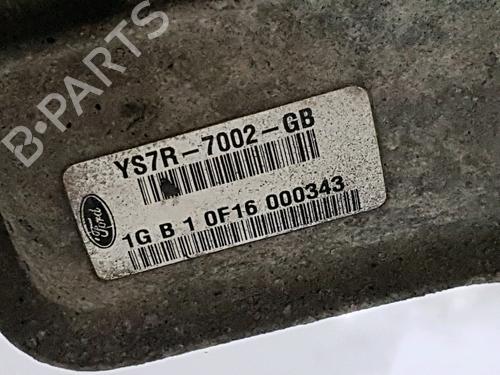 B-PARTS
YS7R-7002-GB
Ford
1G B 1 0F16 000343